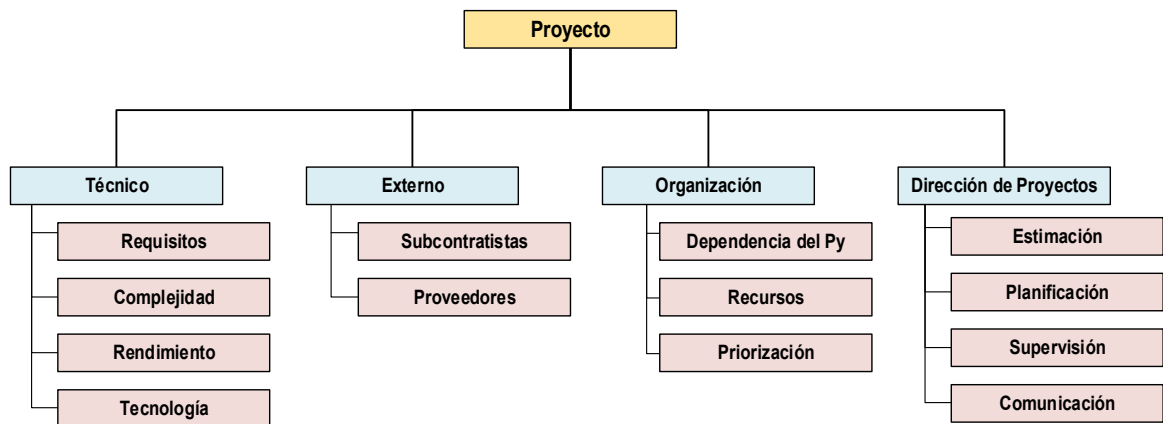 Proyecto
Técnico
Requisitos
Complejidad
Rendimiento
Tecnología
Externo
Subcontratistas
Proveedores
Organización
Dependencia del Py
Recursos
Priorización
Dirección de Proyectos
Estimación
Planificación
Supervisión
Comunicación